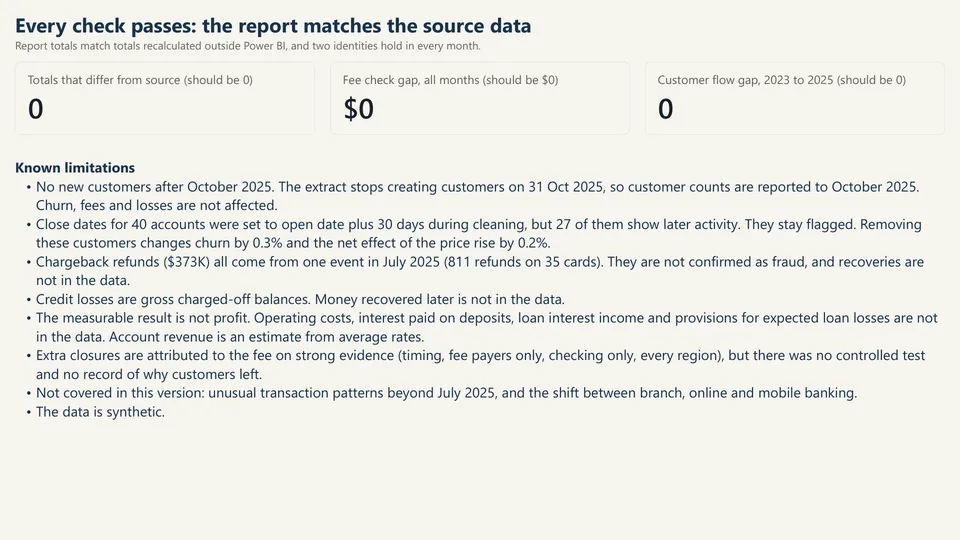 Every check passes: the report matches the source data
Report totals match totals recalculated outside Power BI, and two identities hold in every month.
Totals that differ from source (should be 0)
0
Fee check gap, all months (should be $0)
$0
Customer flow gap, 2023 to 2025 (should be 0)
0
Known limitations
• No new customers after October 2025. The extract stops creating customers on 31 Oct 2025, so customer counts are reported to October 2025.
Churn, fees and losses are not affected.
• Close dates for 40 accounts were set to open date plus 30 days during cleaning, but 27 of them show later activity. They stay flagged. Removing
these customers changes churn by 0.3% and the net effect of the price rise by 0.2%.
• Chargeback refunds ($373K) all come from one event in July 2025 (811 refunds on 35 cards). They are not confirmed as fraud, and recoveries are
not in the data.
• Credit losses are gross charged-off balances. Money recovered later is not in the data.
• The measurable result is not profit. Operating costs, interest paid on deposits, loan interest income and provisions for expected loan losses are not
in the data. Account revenue is an estimate from average rates.
• Extra closures are attributed to the fee on strong evidence (timing, fee payers only, checking only, every region), but there was no controlled test
and no record of why customers left.
• Not covered in this version: unusual transaction patterns beyond July 2025, and the shift between branch, online and mobile banking.
• The data is synthetic.